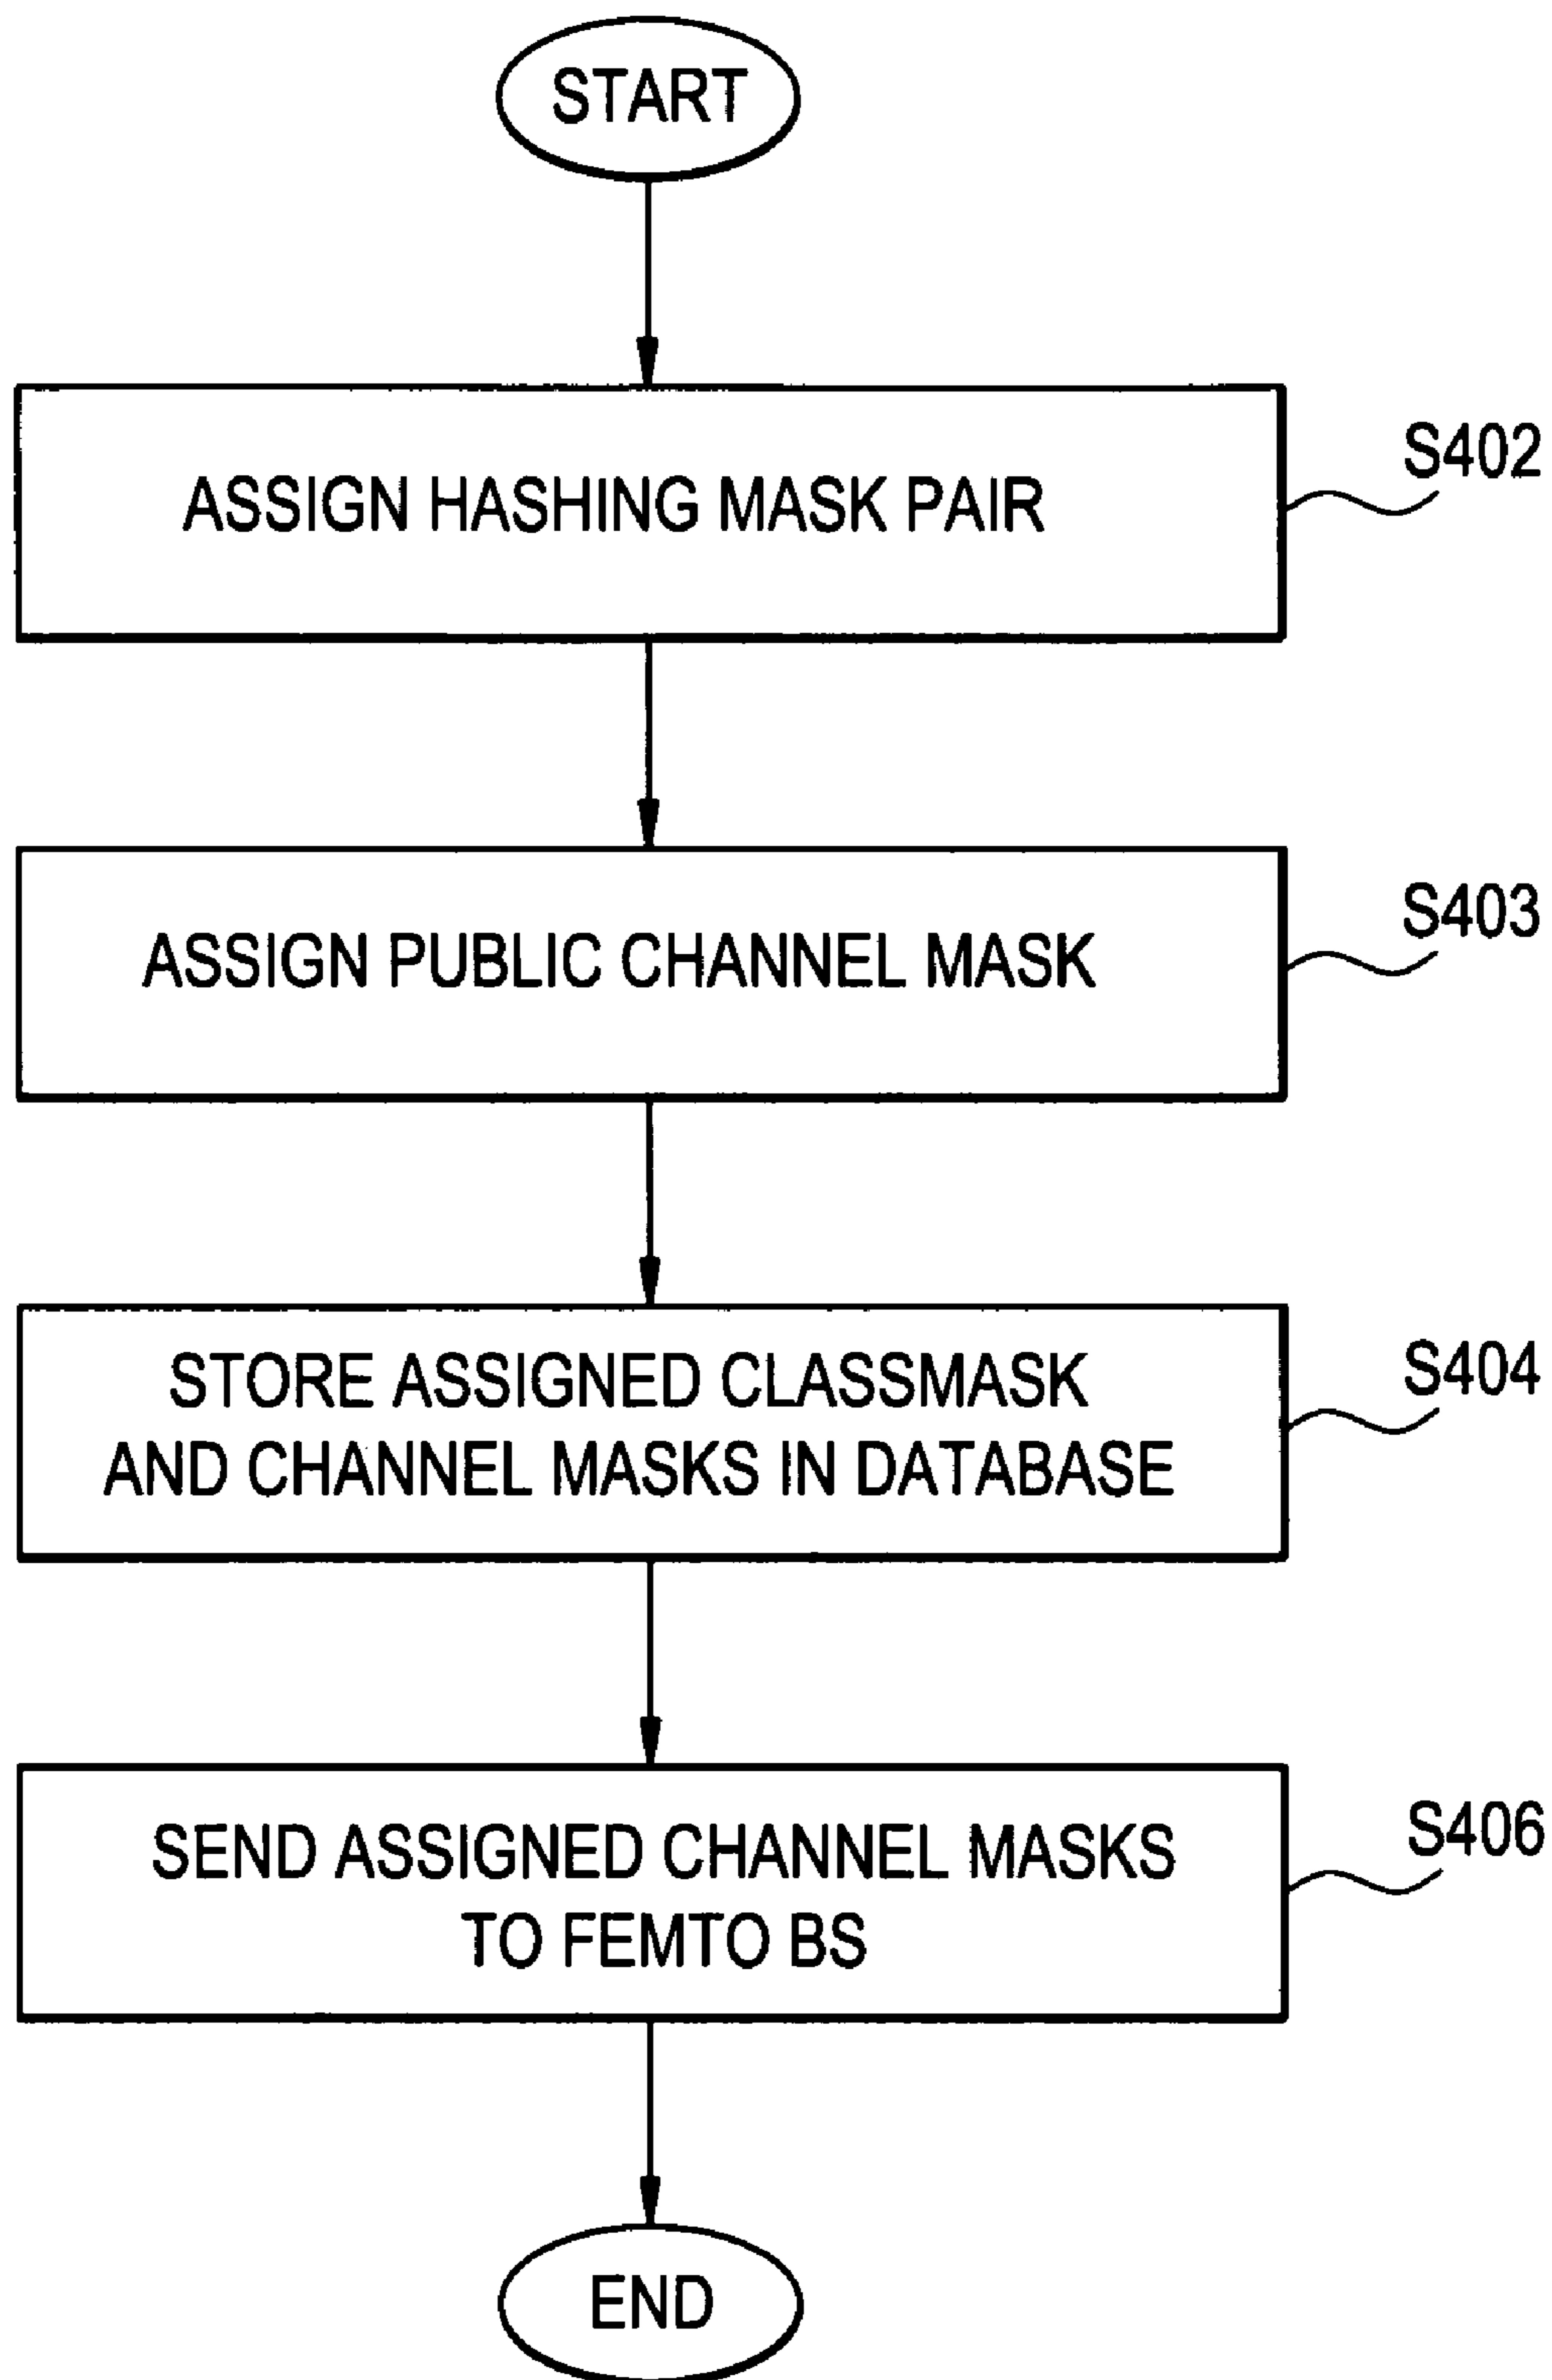 START
ASSIGN HASHING MASK PAIR
S402
ASSIGN PUBLIC CHANNEL MASK
S403
STORE ASSIGNED CLASSMASK
AND CHANNEL MASKS IN DATABASE
S404
SEND ASSIGNED CHANNEL MASKS
TO FEMTO BS
S406
END